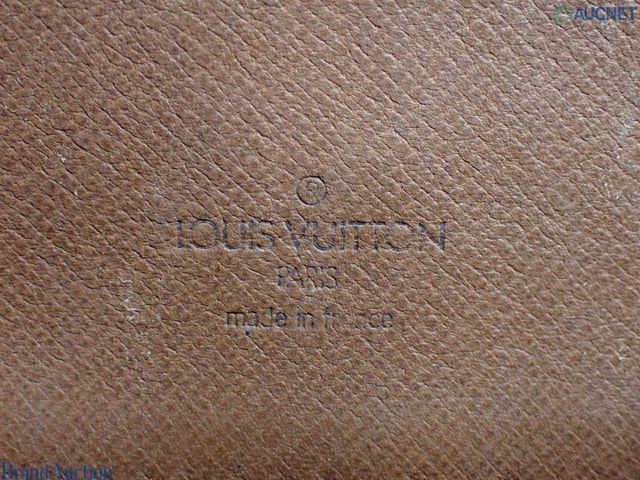 AUCNET
®
LOUIS VUITTON
PARIS
made in france
Brand Auction